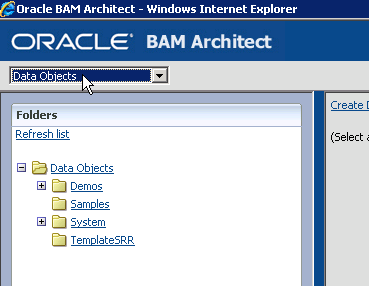 Oracle BAM Architect - Windows Internet Explorer
ORACLE BAM Architect
Data Objects
Folders
Refresh list
Data Objects
Demos
Samples
System
TemplateSRR
Create
(Select